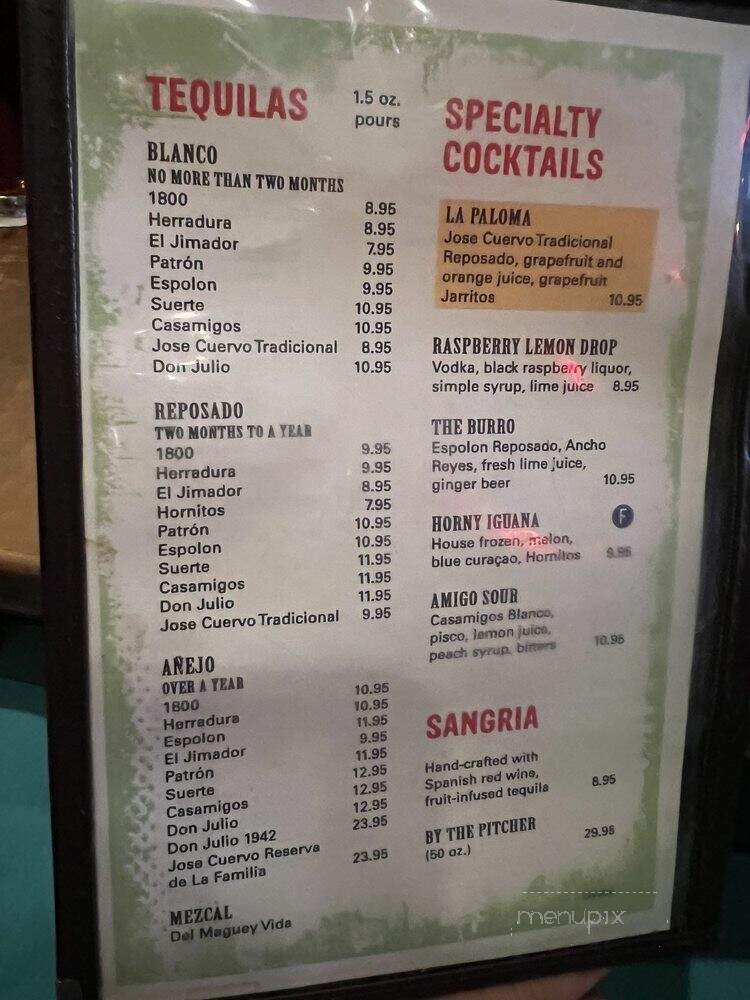 TEQUILAS 1.5 oz. pours
BLANCO
NO MORE THAN TWO MONTHS
1800 8.95
Herradura 8.95
El Jimador 7.95
Patrón 9.95
Espolon 9.95
Suerte 10.95
Casamigos 10.95
Jose Cuervo Tradicional 8.95
Don Julio 10.95
REPOSADO
TWO MONTHS TO A YEAR
1800 9.95
Herradura 9.95
El Jimador 8.95
Hornitos 7.95
Patrón 10.95
Espolon 10.95
Suerte 11.95
Casamigos 11.95
Don Julio 11.95
Jose Cuervo Tradicional 9.95
AÑEJO
OVER A YEAR
1800 10.95
Herradura 10.95
Espolon 11.95
El Jimador 9.95
Patrón 11.95
Suerte 12.95
Casamigos 12.95
Don Julio 12.95
Don Julio 1942 23.95
Jose Cuervo Reserva
de La Familia 23.95
MEZCAL
Del Maguey Vida
SPECIALTY
COCKTAILS
LA PALOMA
Jose Cuervo Tradicional
Reposado, grapefruit and
orange juice, grapefruit
Jarritos 10.95
RASPBERRY LEMON DROP
Vodka, black raspberry liquor,
simple syrup, lime juice 8.95
THE BURRO
Espolon Reposado, Ancho
Reyes, fresh lime juice,
ginger beer 10.95
HORNY IGUANA F
House frozen, melon,
blue curaçao, Hornitos 9.95
AMIGO SOUR
Casamigos Blanco,
pisco, lemon juice,
peach syrup, bitters 10.95
SANGRIA
Hand-crafted with
Spanish red wine,
fruit-infused tequila 8.95
BY THE PITCHER 29.95
(50 oz.)
menupix